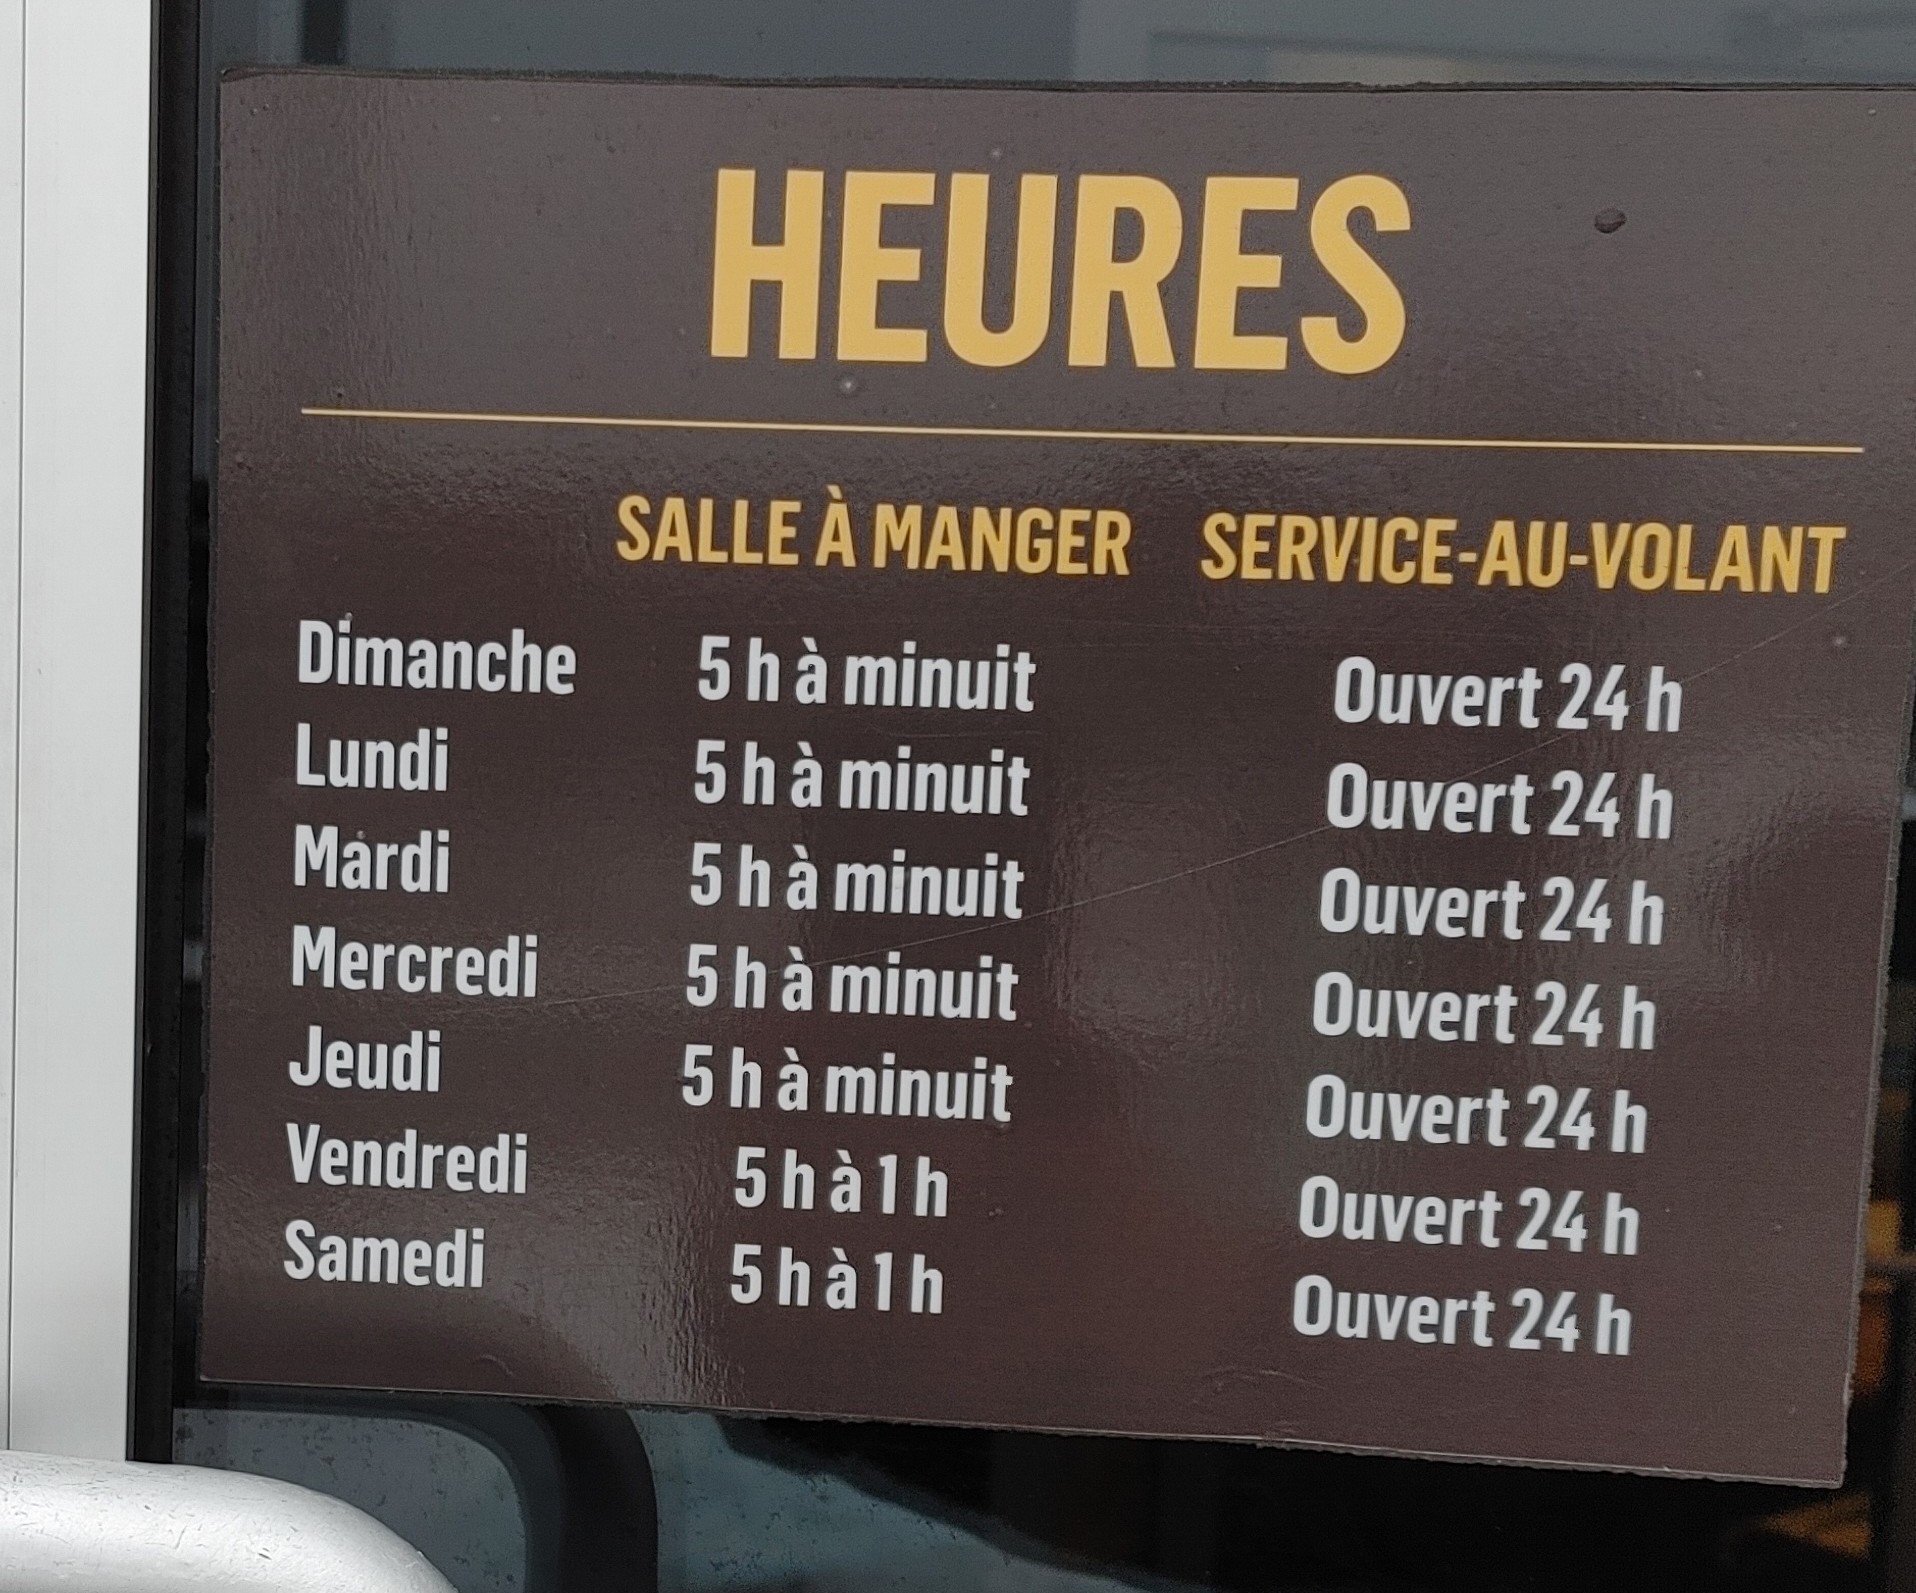 HEURES
SALLE À MANGER SERVICE-AU-VOLANT
Dimanche 5 h à minuit Ouvert 24 h
Lundi 5 h à minuit Ouvert 24 h
Mardi 5 h à minuit Ouvert 24 h
Mercredi 5 h à minuit Ouvert 24 h
Jeudi 5 h à minuit Ouvert 24 h
Vendredi 5 h à 1 h Ouvert 24 h
Samedi 5 h à 1 h Ouvert 24 h